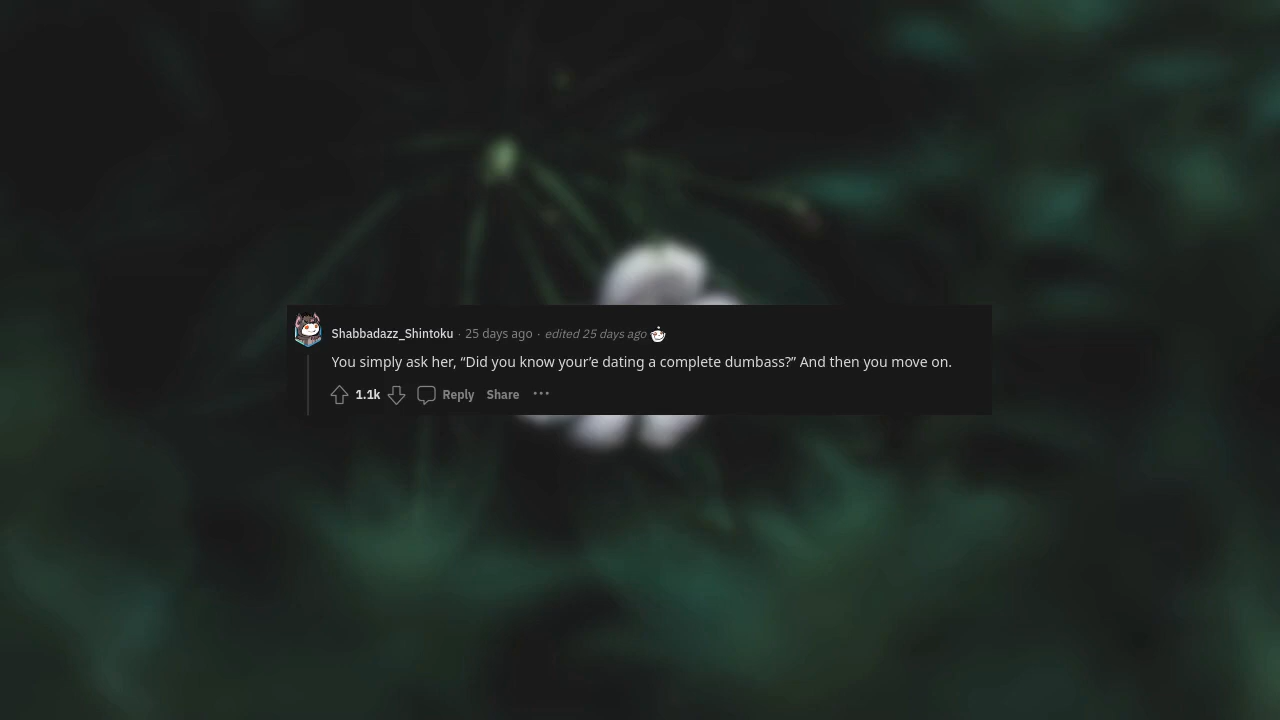 Shabbadazz_Shintoku · 25 days ago · edited 25 days ago
You simply ask her, “Did you know your’e dating a complete dumbass?” And then you move on.
1.1k Reply Share ···